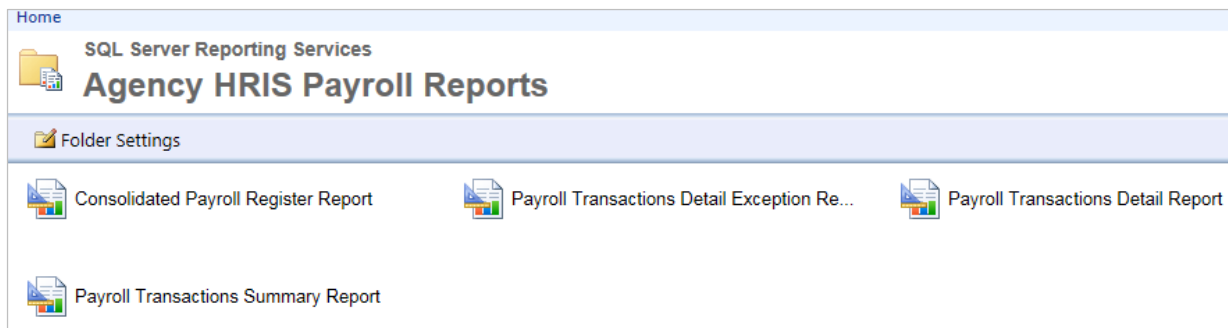 Home
SQL Server Reporting Services
Agency HRIS Payroll Reports
Folder Settings
Consolidated Payroll Register Report
Payroll Transactions Detail Exception Re...
Payroll Transactions Detail Report
Payroll Transactions Summary Report